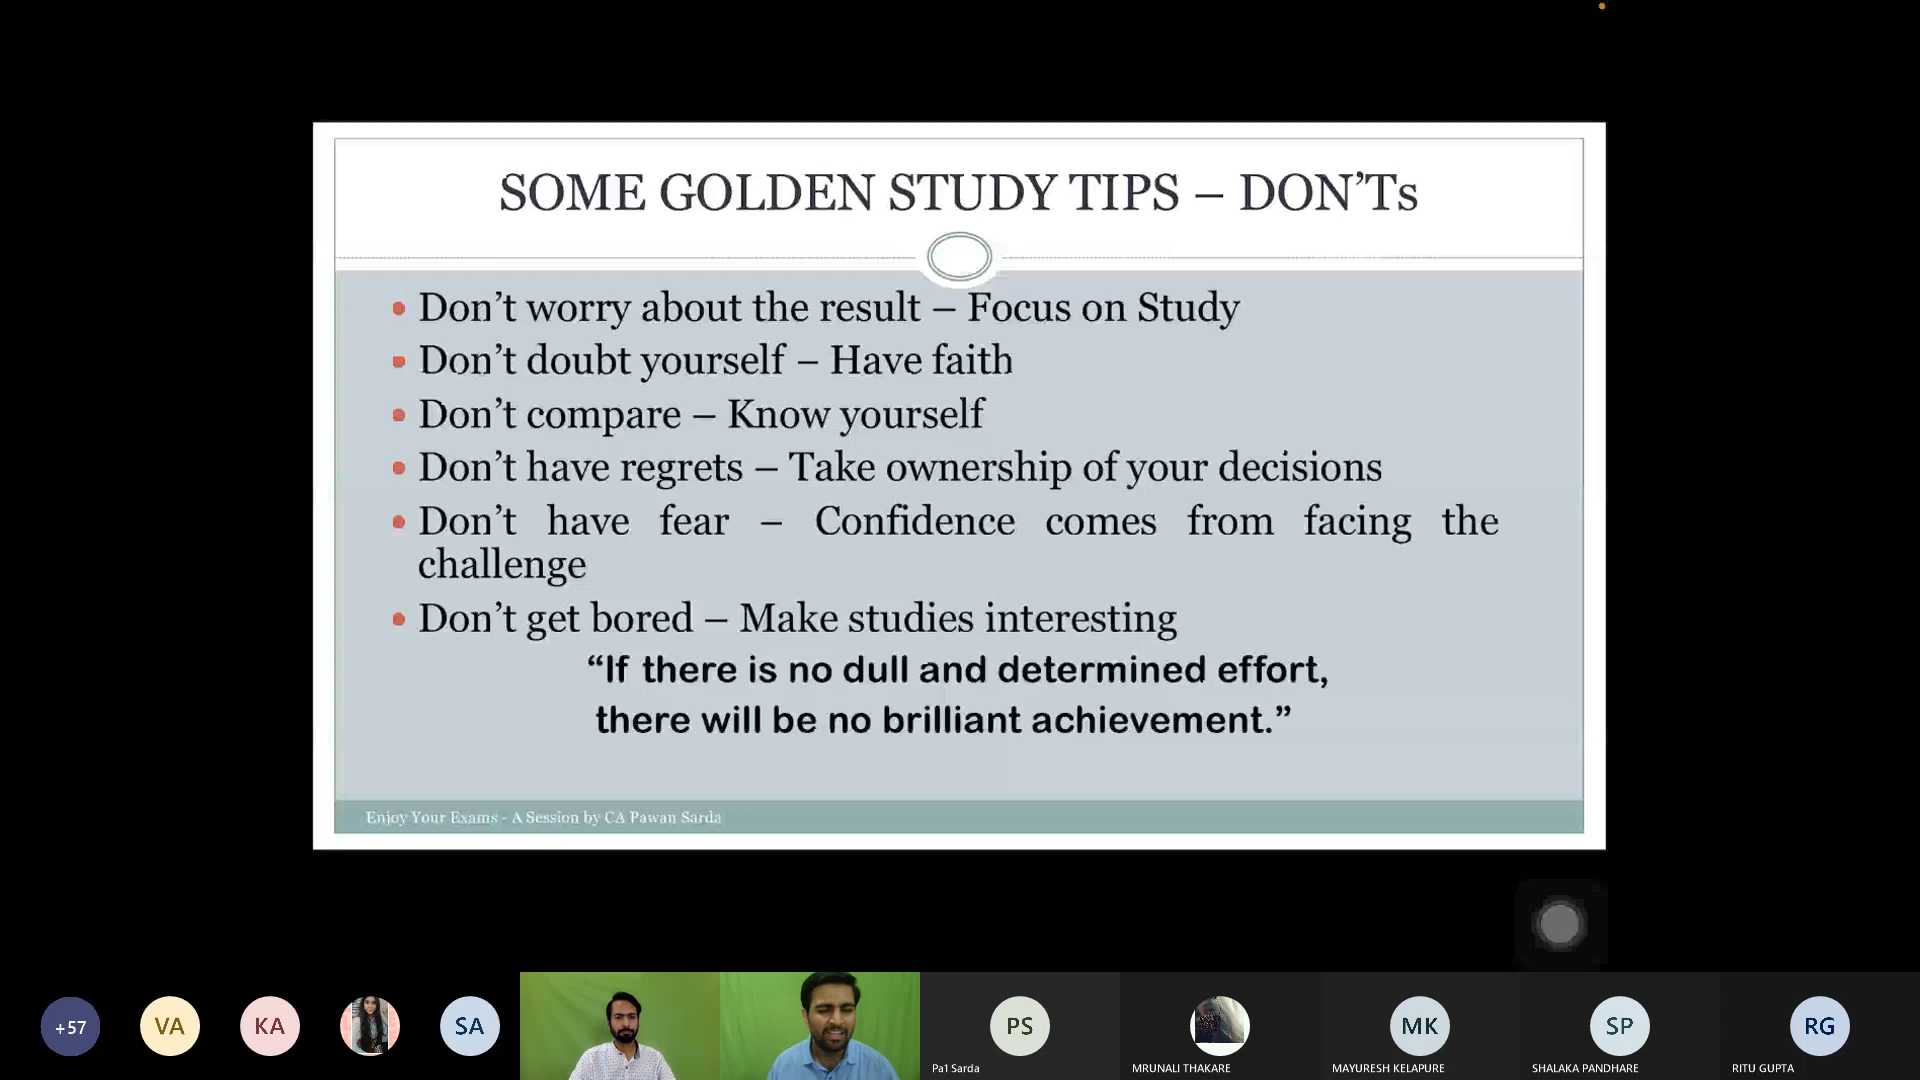 SOME GOLDEN STUDY TIPS – DON’Ts
• Don’t worry about the result – Focus on Study
• Don’t doubt yourself – Have faith
• Don’t compare – Know yourself
• Don’t have regrets – Take ownership of your decisions
• Don’t have fear – Confidence comes from facing the
challenge
• Don’t get bored – Make studies interesting
“If there is no dull and determined effort,
there will be no brilliant achievement.”
Enjoy Your Exams - A Session by CA Pawan Sarda
+57
VA
KA
SA
PS
Pa1 Sarda
MRUNALI THAKARE
MK
MAYURESH KELAPURE
SP
SHALAKA PANDHARE
RG
RITU GUPTA